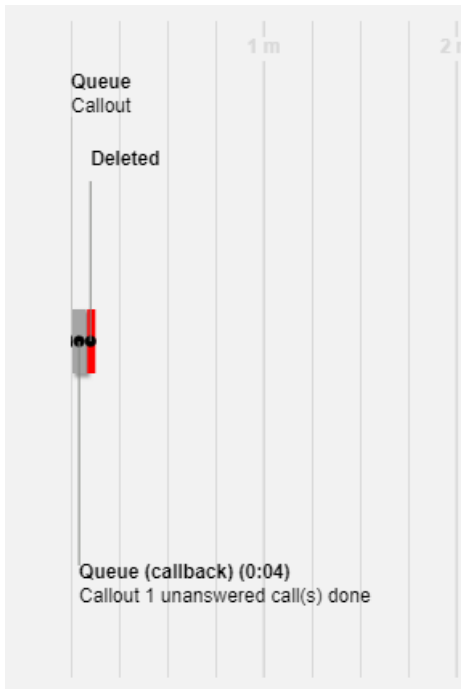 1 m
2
Queue
Callout
Deleted
Queue (callback) (0:04)
Callout 1 unanswered call(s) done